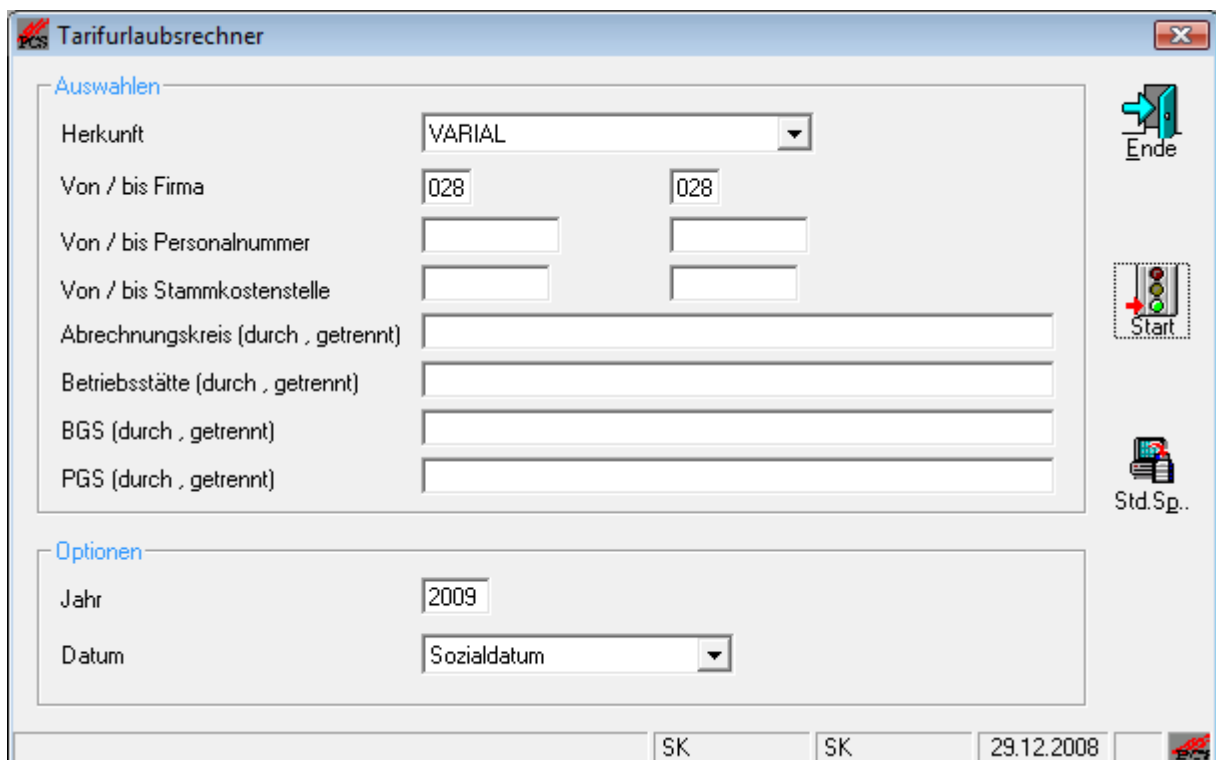 Tarifurlaubsrechner
Auswahlen
Herkunft VARIAL
Von / bis Firma 028 028
Von / bis Personalnummer
Von / bis Stammkostenstelle
Abrechnungskreis (durch , getrennt)
Betriebsstätte (durch , getrennt)
BGS (durch , getrennt)
PGS (durch , getrennt)
Ende
Start
Std.Sp..
Optionen
Jahr 2009
Datum Sozialdatum
SK SK 29.12.2008